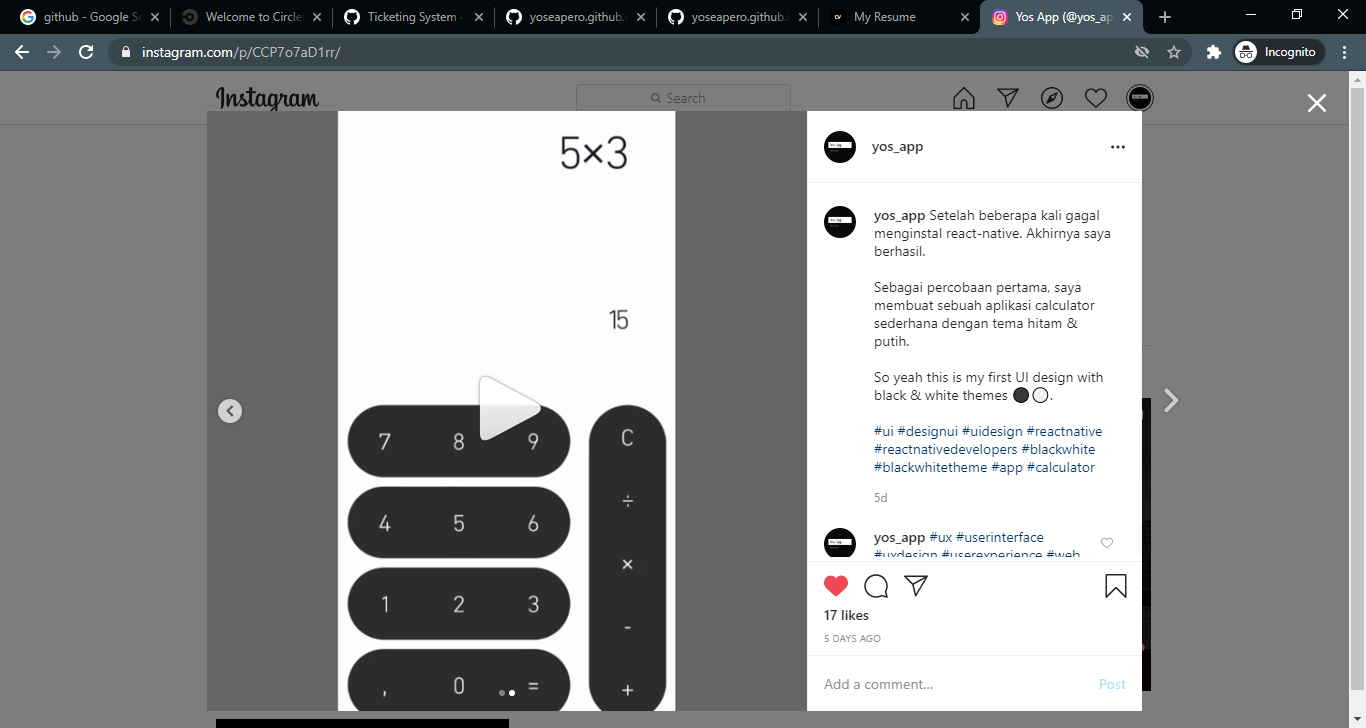 github - Google Se
Welcome to Circle
Ticketing System -
yoseapero.github.i
yoseapero.github.i
My Resume
Yos App (@yos_ap
instagram.com/p/CCP7o7aD1rr/
Incognito
Instagram
Search
5×3
15
7 8 9 C
÷
4 5 6
×
1 2 3
-
, 0 = +
yos_app
yos_app Setelah beberapa kali gagal
menginstal react-native. Akhirnya saya
berhasil.
Sebagai percobaan pertama, saya
membuat sebuah aplikasi calculator
sederhana dengan tema hitam &
putih.
So yeah this is my first UI design with
black & white themes ⚫⚪.
#ui #designui #uidesign #reactnative
#reactnativedevelopers #blackwhite
#blackwhitetheme #app #calculator
5d
yos_app #ux #userinterface
#uxdesign #userexperience #web
17 likes
5 DAYS AGO
Add a comment...
Post